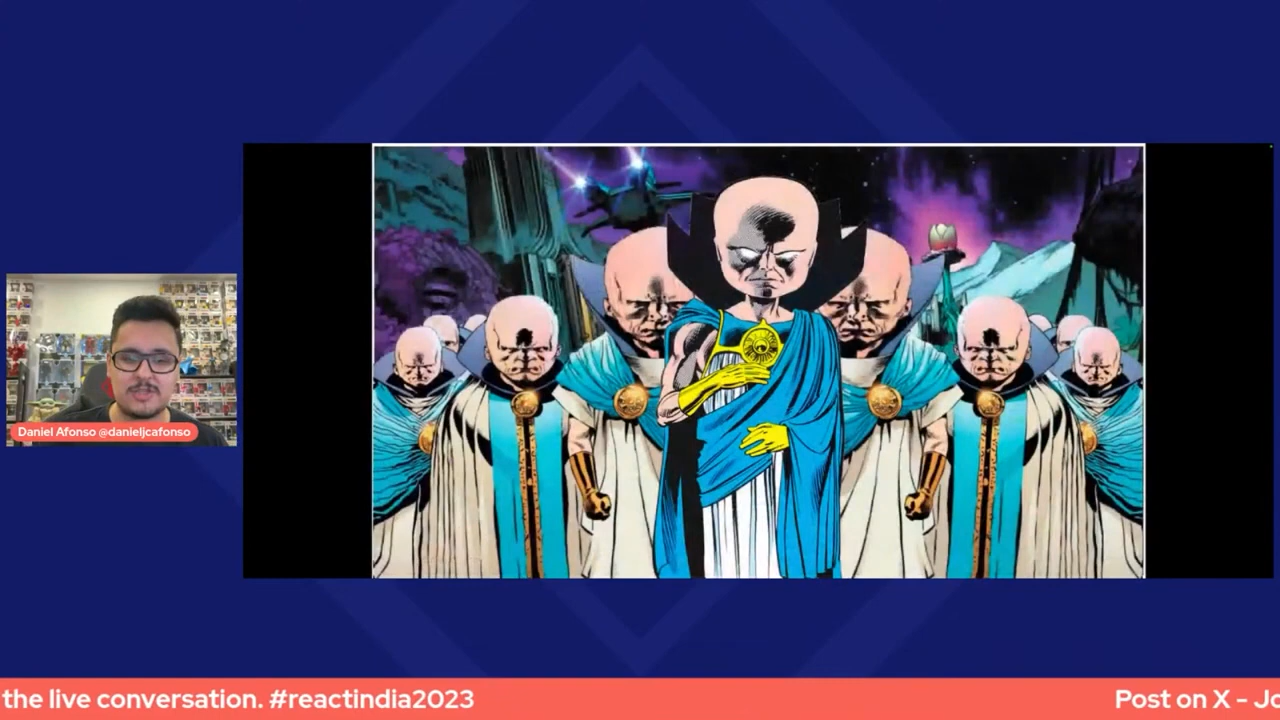 Daniel Afonso @danieljcafonso
the live conversation. #reactindia2023
Post on X - Jo